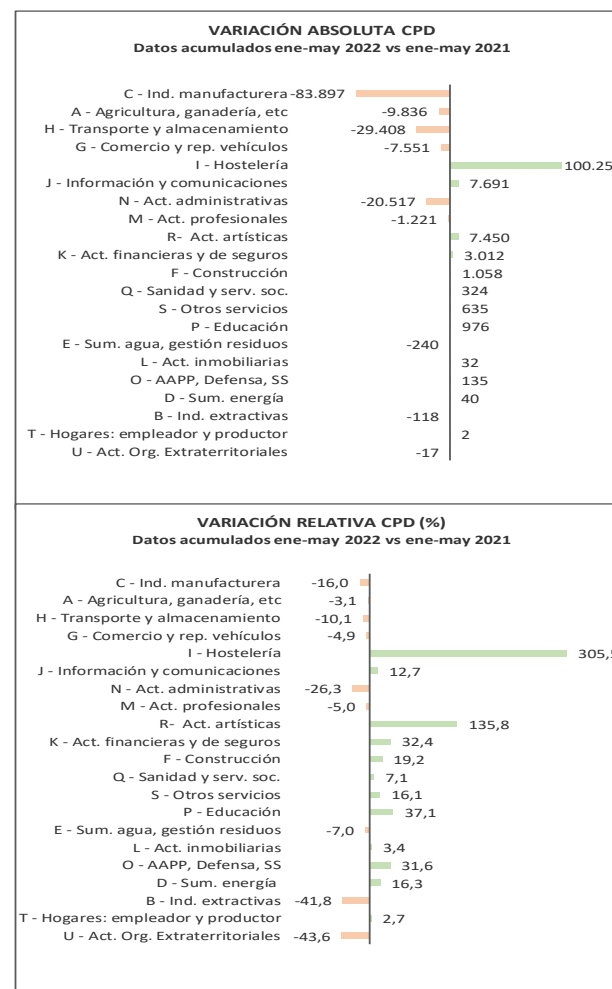 VARIACIÓN ABSOLUTA CPD
Datos acumulados ene-may 2022 vs ene-may 2021
C - Ind. manufacturera -83.897
A - Agricultura, ganadería, etc -9.836
H - Transporte y almacenamiento -29.408
G - Comercio y rep. vehículos -7.551
I - Hostelería 100.25
J - Información y comunicaciones 7.691
N - Act. administrativas -20.517
M - Act. profesionales -1.221
R- Act. artísticas 7.450
K - Act. financieras y de seguros 3.012
F - Construcción 1.058
Q - Sanidad y serv. soc. 324
S - Otros servicios 635
P - Educación 976
E - Sum. agua, gestión residuos -240
L - Act. inmobiliarias 32
O - AAPP, Defensa, SS 135
D - Sum. energía 40
B - Ind. extractivas -118
T - Hogares: empleador y productor 2
U - Act. Org. Extraterritoriales -17
VARIACIÓN RELATIVA CPD (%)
Datos acumulados ene-may 2022 vs ene-may 2021
C - Ind. manufacturera -16,0
A - Agricultura, ganadería, etc -3,1
H - Transporte y almacenamiento -10,1
G - Comercio y rep. vehículos -4,9
I - Hostelería 305,5
J - Información y comunicaciones 12,7
N - Act. administrativas -26,3
M - Act. profesionales -5,0
R- Act. artísticas 135,8
K - Act. financieras y de seguros 32,4
F - Construcción 19,2
Q - Sanidad y serv. soc. 7,1
S - Otros servicios 16,1
P - Educación 37,1
E - Sum. agua, gestión residuos -7,0
L - Act. inmobiliarias 3,4
O - AAPP, Defensa, SS 31,6
D - Sum. energía 16,3
B - Ind. extractivas -41,8
T - Hogares: empleador y productor 2,7
U - Act. Org. Extraterritoriales -43,6